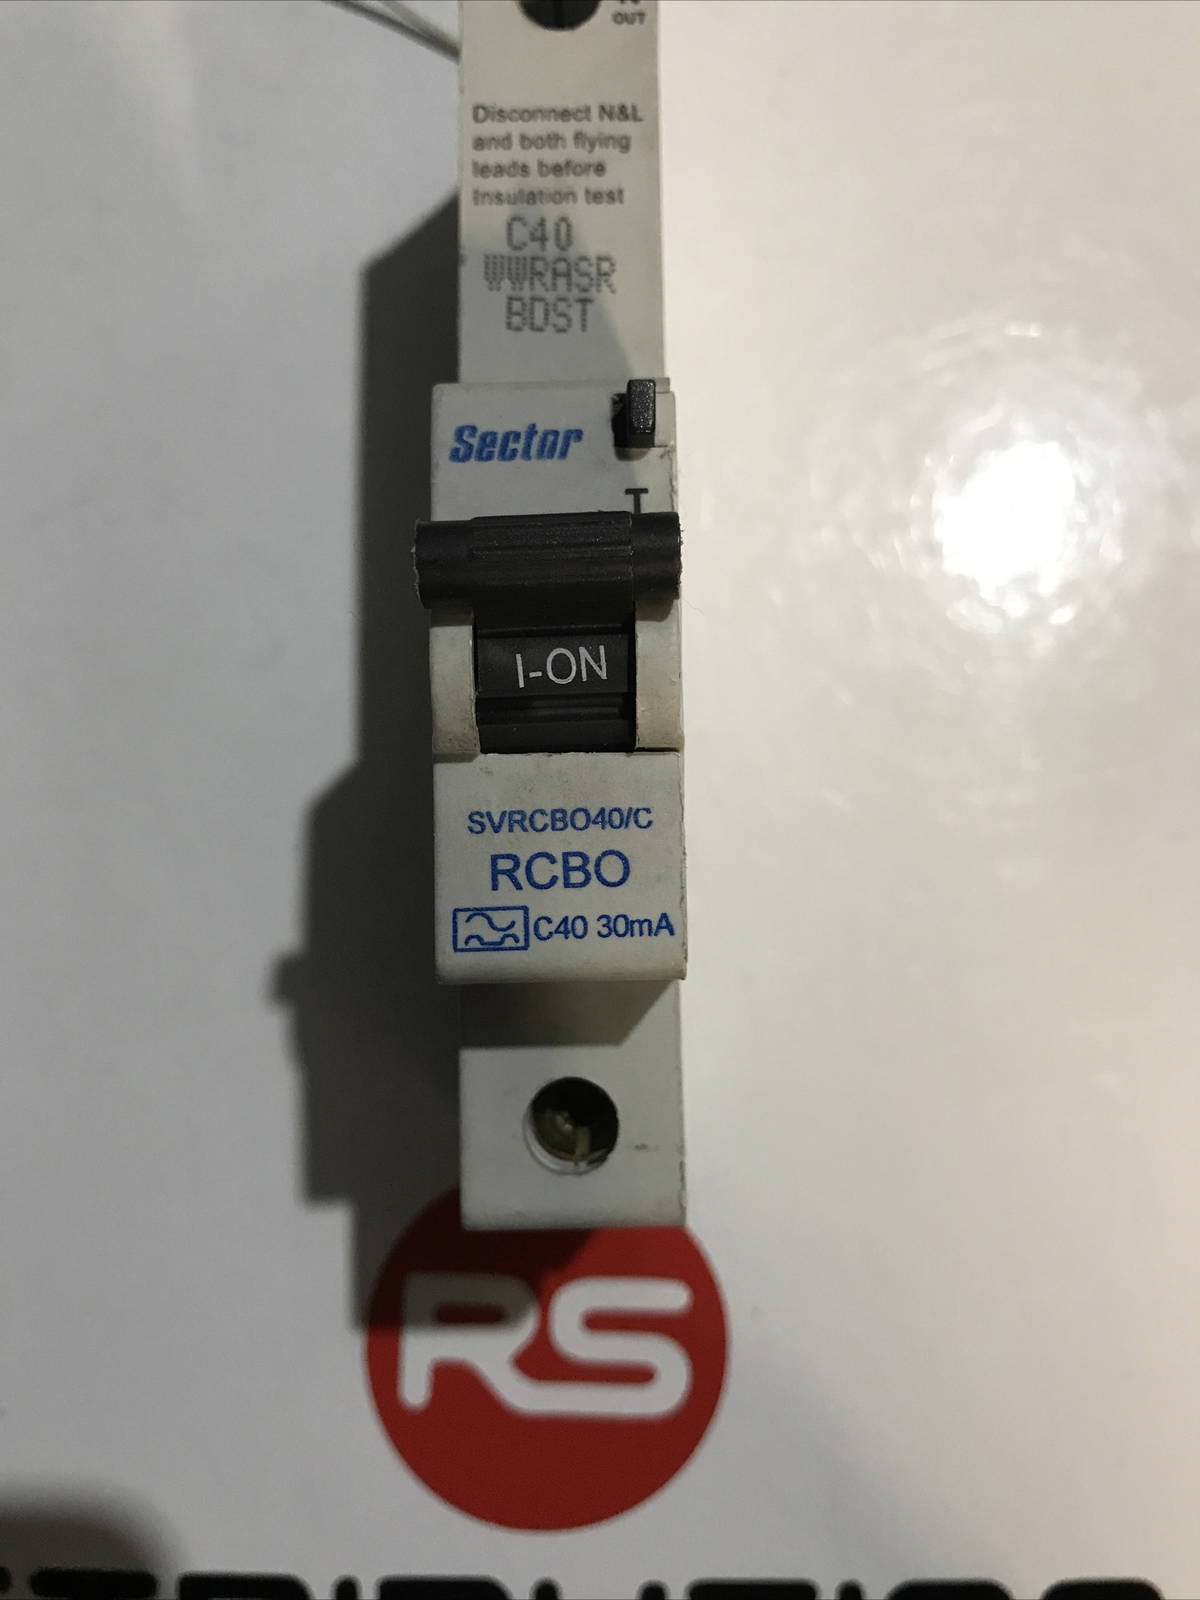 OUT
Disconnect N&L
and both flying
leads before
Insulation test
C40
WWRASR
BDST
Sector
T
I-ON
SVRCBO40/C
RCBO
C40 30mA
RS